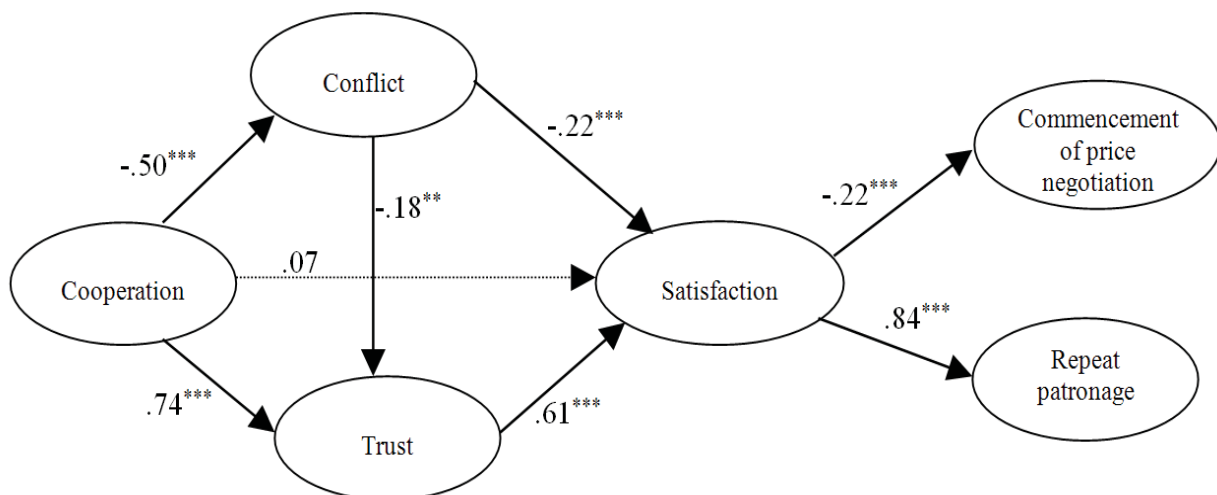 Conflict
Commencement
of price
negotiation
-.22***
-.50***
-.22***
-.18**
.07
Cooperation
Satisfaction
.84***
Repeat
patronage
.74***
.61***
Trust